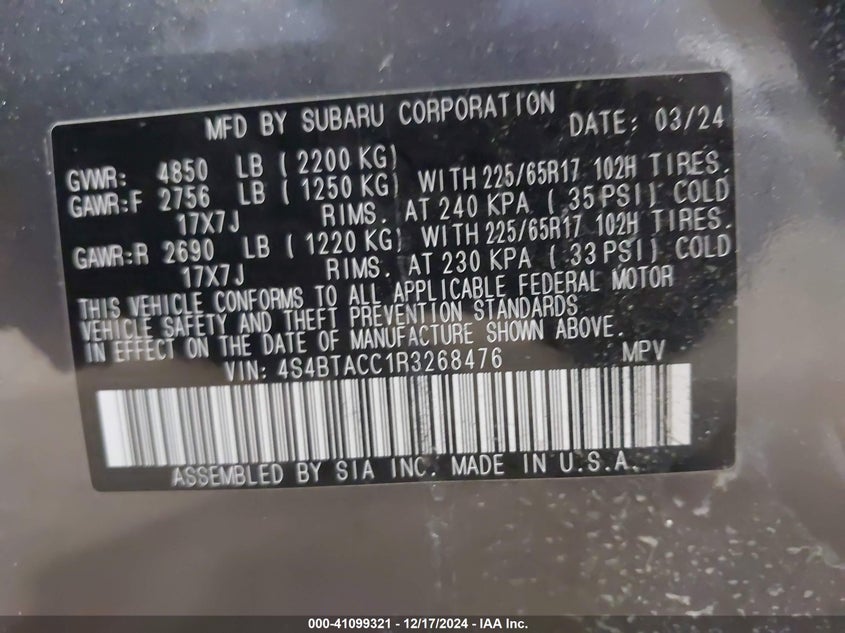 MFD BY SUBARU CORPORATION DATE: 03/24
GVWR: 4850 LB (2200 KG)
GAWR:F 2756 LB (1250 KG) WITH 225/65R17 102H TIRES.
17X7J RIMS. AT 240 KPA (35 PSI) COLD
GAWR:R 2690 LB (1220 KG) WITH 225/65R17 102H TIRES.
17X7J RIMS. AT 230 KPA (33 PSI) COLD
THIS VEHICLE CONFORMS TO ALL APPLICABLE FEDERAL MOTOR
VEHICLE SAFETY AND THEFT PREVENTION STANDARDS
IN EFFECT ON THE DATE OF MANUFACTURE SHOWN ABOVE.
VIN: 4S4BTACC1R3268476 MPV
ASSEMBLED BY SIA INC. MADE IN U.S.A.
000-41099321 | 12/17/2024 - IAA Inc.